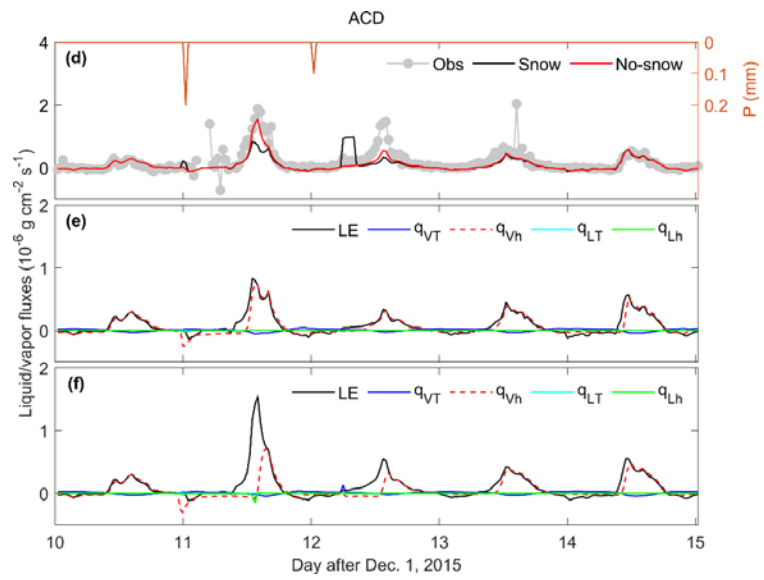 ACD
(d)
Obs
Snow
No-snow
4
2
0
0
0.1
0.2
P (mm)
(e)
LE
qVT
qVh
qLT
qLh
2
1
0
Liquid/vapor fluxes (10⁻⁶ g cm⁻² s⁻¹)
(f)
LE
qVT
qVh
qLT
qLh
2
1
0
10
11
12
13
14
15
Day after Dec. 1, 2015